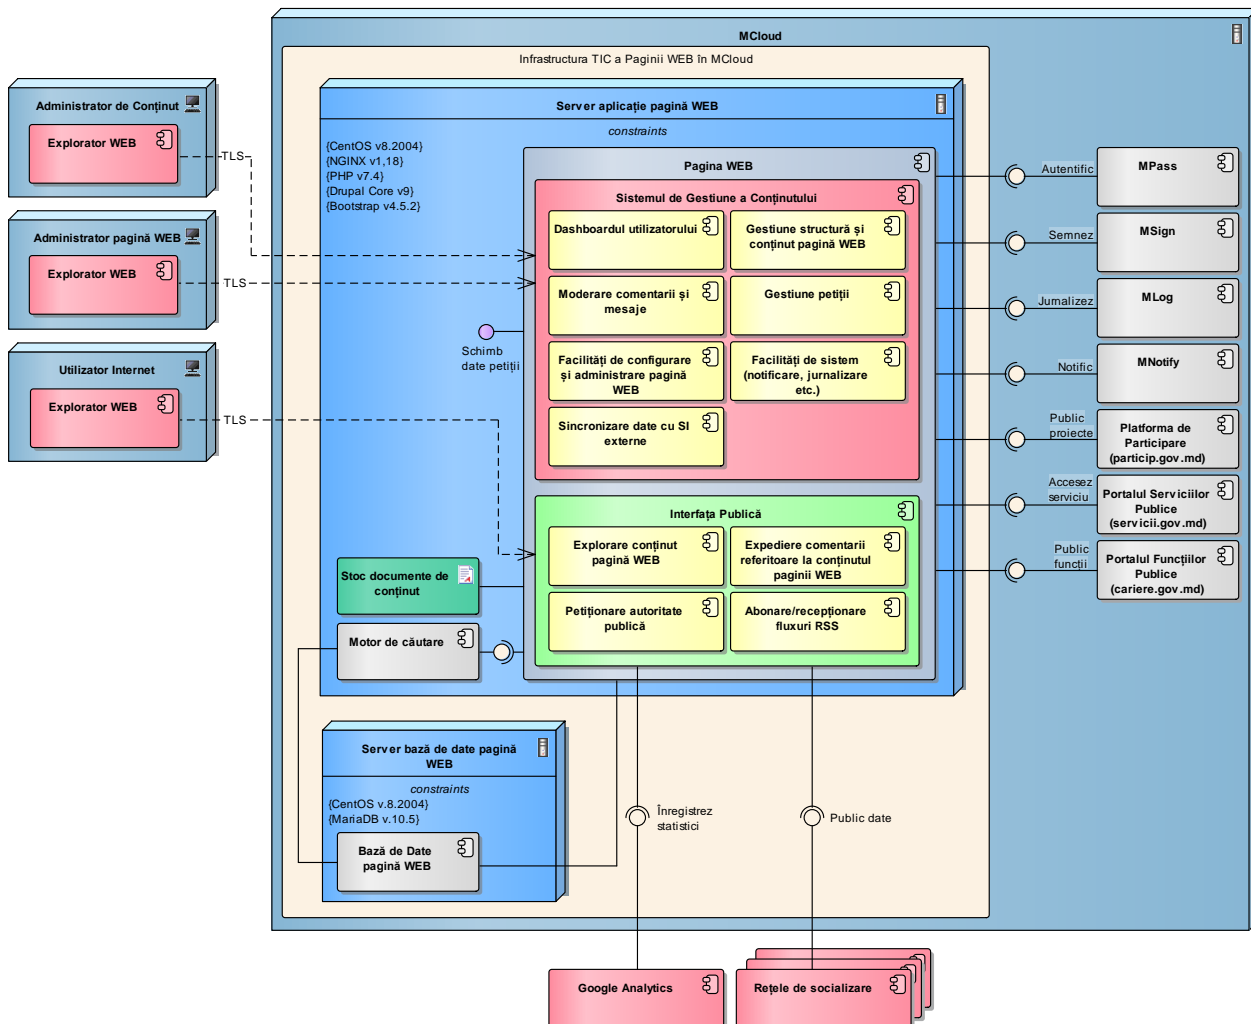 MCloud
Infrastructura TIC a Paginii WEB în MCloud
Administrator de Conținut
Explorator WEB
TLS
Administrator pagină WEB
Explorator WEB
TLS
Utilizator Internet
Explorator WEB
TLS
Server aplicație pagină WEB
constraints
{CentOS v8.2004}
{NGINX v1,18}
{PHP v7.4}
{Drupal Core v9}
{Bootstrap v4.5.2}
Pagina WEB
Sistemul de Gestiune a Conținutului
Dashboardul utilizatorului
Gestiune structură și
conținut pagină WEB
Moderare comentarii și
mesaje
Gestiune petiții
Facilități de configurare
și administrare pagină
WEB
Facilități de sistem
(notificare, jurnalizare
etc.)
Sincronizare date cu SI
externe
Schimb
date petiții
Interfața Publică
Explorare conținut
pagină WEB
Expediere comentarii
referitoare la conținutul
paginii WEB
Petiționare autoritate
publică
Abonare/recepționare
fluxuri RSS
Stoc documente de
conținut
Motor de căutare
Server bază de date pagină
WEB
constraints
{CentOS v.8.2004}
{MariaDB v.10.5}
Bază de Date
pagină WEB
Autentific
MPass
Semnez
MSign
Jurnalizez
MLog
Notific
MNotify
Public
proiecte
Platforma de
Participare
(particip.gov.md)
Accesez
serviciu
Portalul Serviciilor
Publice
(servicii.gov.md)
Public
funcții
Portalul Funcțiilor
Publice
(cariere.gov.md)
Înregistrez
statistici
Public date
Google Analytics
Rețele de socializare